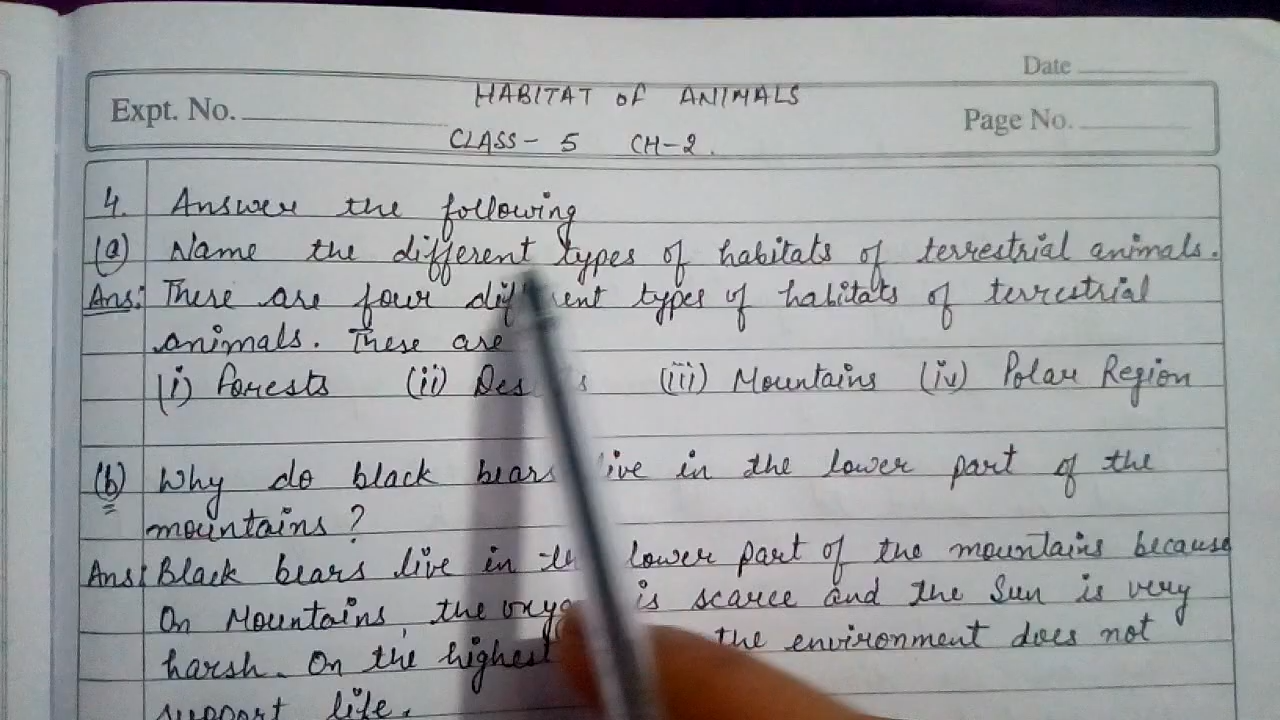 Date
HABITAT of ANIMALS
Expt. No.
Page No.
CLASS- 5 CH-2.
4. Answer the following
(a) Name the different types of habitats of terrestrial animals.
Ans: There are four different types of habitats of terrestrial
animals. These are
(i) Forests (ii) Des (iii) Mountains (iv) Polar Region
(b) Why do black bears live in the lower part of the
mountains?
Ans: Black bears live in the lower part of the mountains because
On Mountains, the oxyg is scarce and the Sun is very
harsh. On the highest the environment does not
support life.